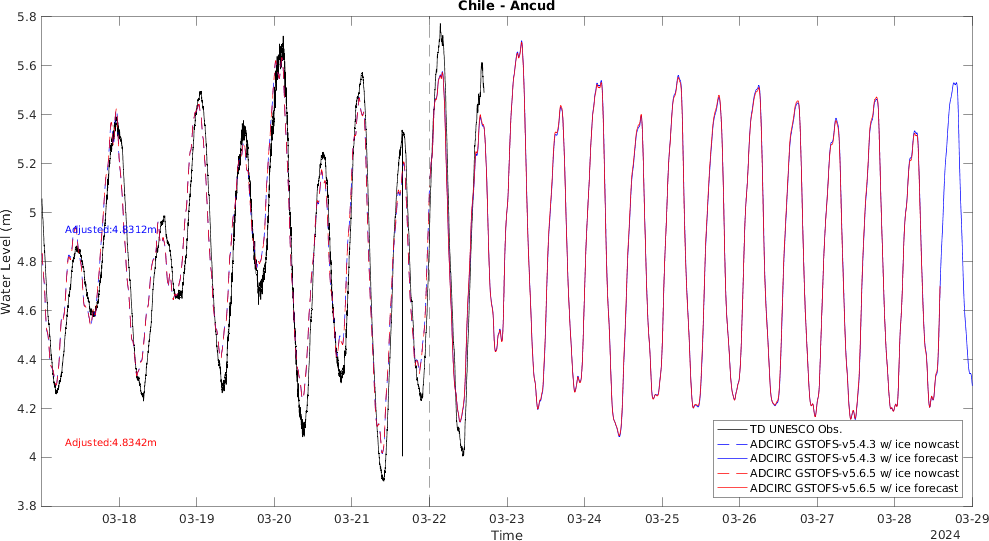 Chile - Ancud
5.8
5.6
5.4
5.2
5
4.8
4.6
4.4
4.2
4
3.8
Water Level (m)
Adjusted:4.8312m
Adjusted:4.8342m
TD UNESCO Obs.
ADCIRC GSTOFS-v5.4.3 w/ ice nowcast
ADCIRC GSTOFS-v5.4.3 w/ ice forecast
ADCIRC GSTOFS-v5.6.5 w/ ice nowcast
ADCIRC GSTOFS-v5.6.5 w/ ice forecast
03-18 03-19 03-20 03-21 03-22 03-23 03-24 03-25 03-26 03-27 03-28 03-29
Time
2024